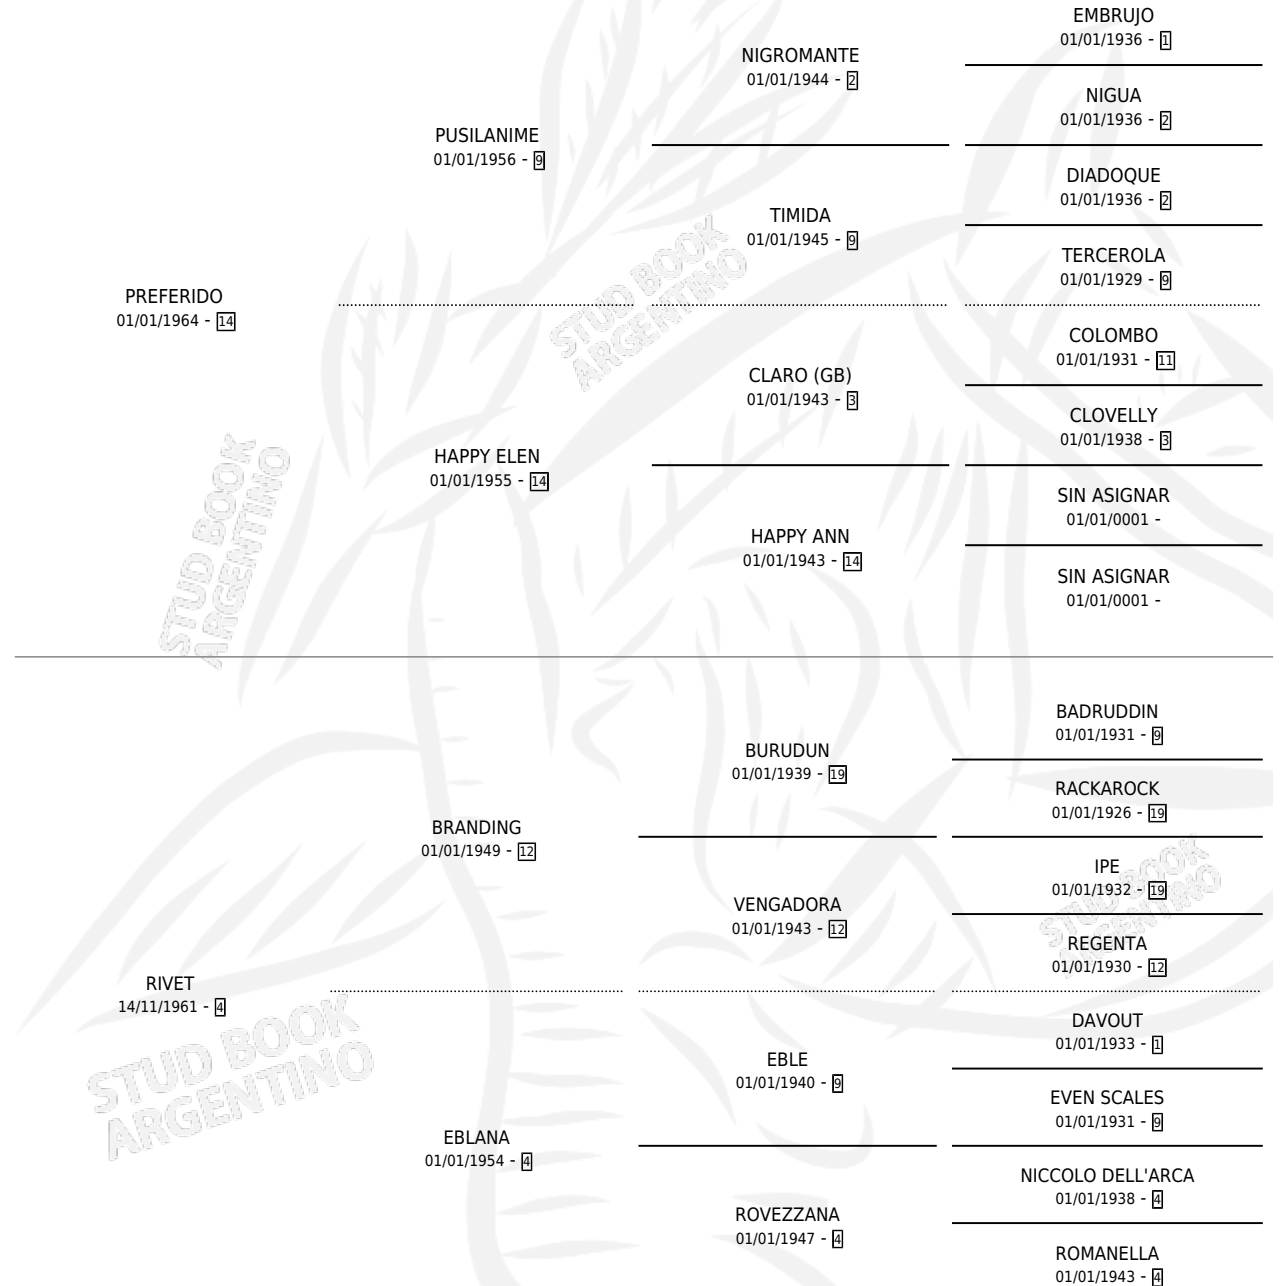 EMBRUJO
01/01/1936 - 1
NIGROMANTE
01/01/1944 - 2
NIGUA
01/01/1936 - 2
PUSILANIME
01/01/1956 - 9
DIADOQUE
01/01/1936 - 2
TIMIDA
01/01/1945 - 9
TERCEROLA
01/01/1929 - 9
PREFERIDO
01/01/1964 - 14
COLOMBO
01/01/1931 - 11
CLARO (GB)
01/01/1943 - 3
CLOVELLY
01/01/1938 - 3
HAPPY ELEN
01/01/1955 - 14
SIN ASIGNAR
01/01/0001 -
HAPPY ANN
01/01/1943 - 14
SIN ASIGNAR
01/01/0001 -
BADRUDDIN
01/01/1931 - 9
BURUDUN
01/01/1939 - 19
RACKAROCK
01/01/1926 - 19
BRANDING
01/01/1949 - 12
IPE
01/01/1932 - 19
VENGADORA
01/01/1943 - 12
REGENTA
01/01/1930 - 12
RIVET
14/11/1961 - 4
DAVOUT
01/01/1933 - 1
EBLE
01/01/1940 - 9
EVEN SCALES
01/01/1931 - 9
EBLANA
01/01/1954 - 4
NICCOLO DELL'ARCA
01/01/1938 - 4
ROVEZZANA
01/01/1947 - 4
ROMANELLA
01/01/1943 - 4
STUD BOOK
ARGENTINO
STUD BOOK
ARGENTINO
STUD BOOK
ARGENTINO
STUD BOOK
ARGENTINO